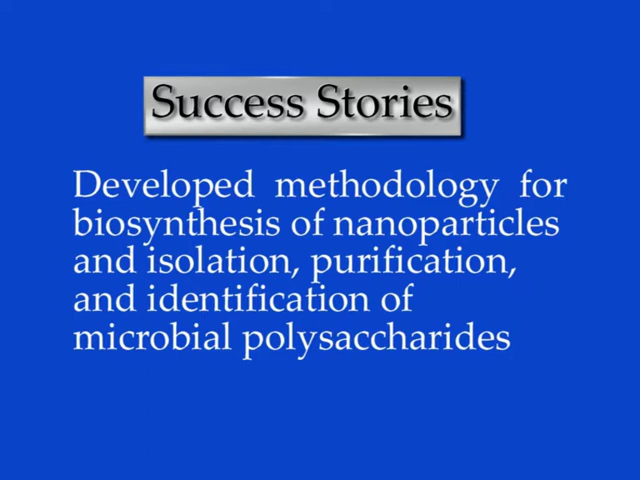 Success Stories
Developed methodology for
biosynthesis of nanoparticles
and isolation, purification,
and identification of
microbial polysaccharides